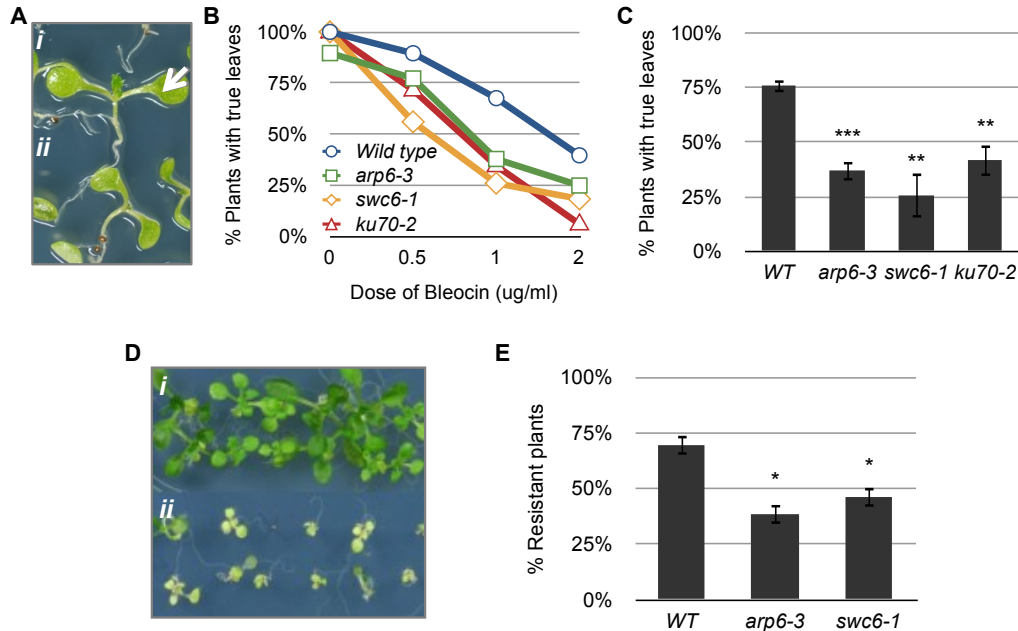 A
i
ii
B
% Plants with true leaves
100%
75%
50%
25%
0%
Wild type
arp6-3
swc6-1
ku70-2
0 0.5 1 2
Dose of Bleocin (ug/ml)
C
% Plants with true leaves
100%
75%
50%
25%
0%
*** ** **
WT arp6-3 swc6-1 ku70-2
D
i
ii
E
% Resistant plants
100%
75%
50%
25%
0%
* *
WT arp6-3 swc6-1